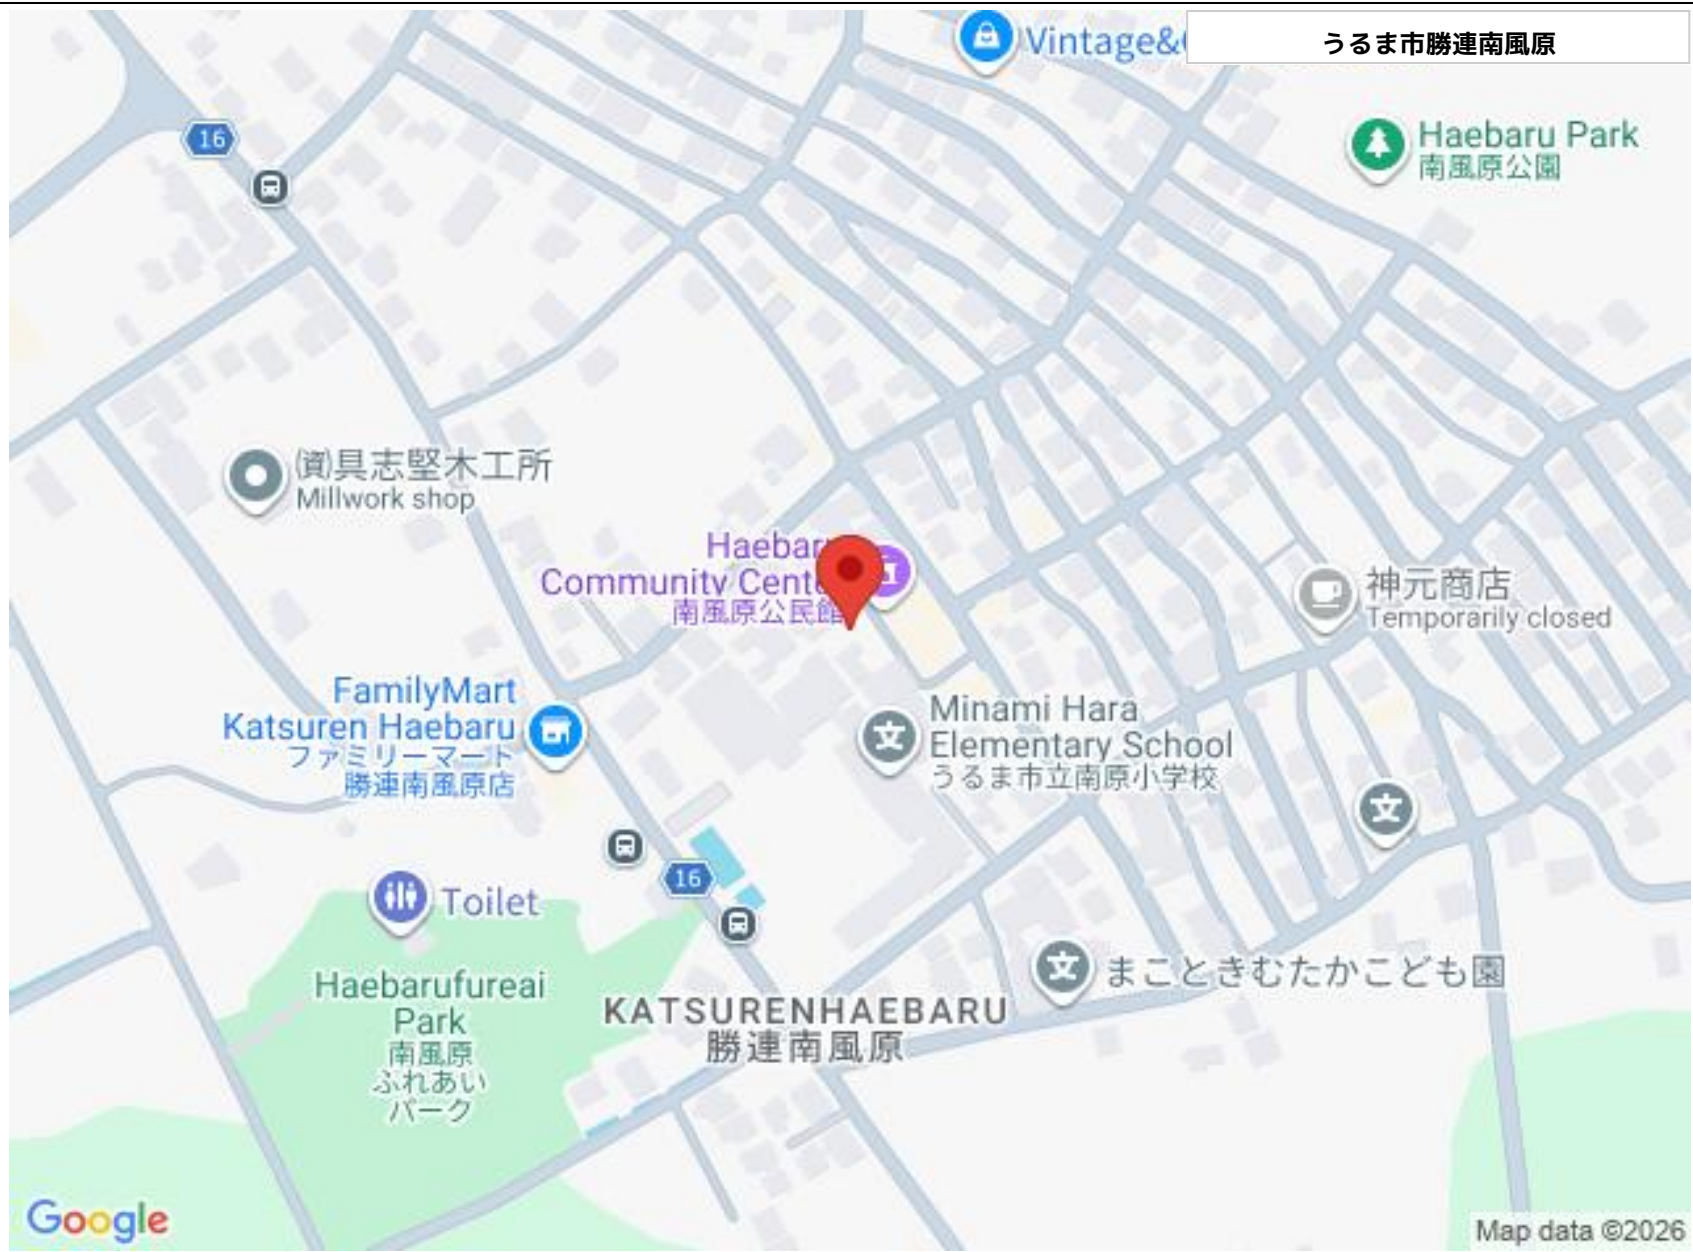 うるま市勝連南風原
Vintage&
16
Haebaru Park
南風原公園
㈾具志堅木工所
Millwork shop
Haebaru
Community Cent
南風原公民館
神元商店
Temporarily closed
FamilyMart
Katsuren Haebaru
ファミリーマート
勝連南風原店
Minami Hara
Elementary School
うるま市立南原小学校
文
文
16
Toilet
文
まこときむたかこども園
Haebarufureai
Park
南風原
ふれあい
パーク
KATSURENHAEBARU
勝連南風原
Google
Map data ©2026